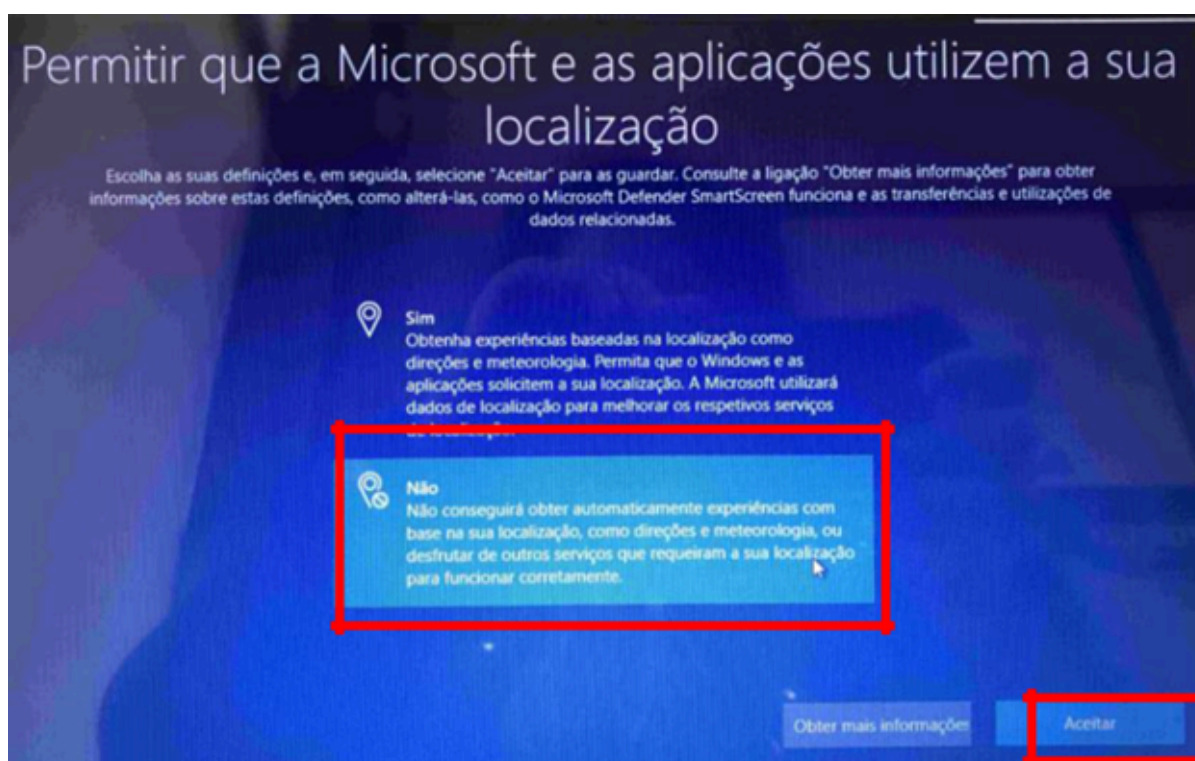 Permitir que a Microsoft e as aplicações utilizem a sua
localização
Escolha as suas definições e, em seguida, selecione "Aceitar" para as guardar. Consulte a ligação "Obter mais informações" para obter
informações sobre estas definições, como alterá-las, como o Microsoft Defender SmartScreen funciona e as transferências e utilizações de
dados relacionadas.
Sim
Obtenha experiências baseadas na localização como
direções e meteorologia. Permita que o Windows e as
aplicações solicitem a sua localização. A Microsoft utilizará
dados de localização para melhorar os respetivos serviços
de localização.
Não
Não conseguirá obter automaticamente experiências com
base na sua localização, como direções e meteorologia, ou
desfrutar de outros serviços que requeiram a sua localização
para funcionar corretamente.
Obter mais informações
Aceitar